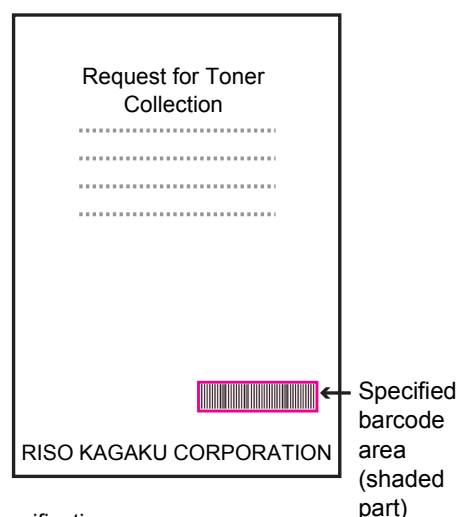 Request for Toner
Collection
Specified
barcode
area
(shaded
part)
RISO KAGAKU CORPORATION